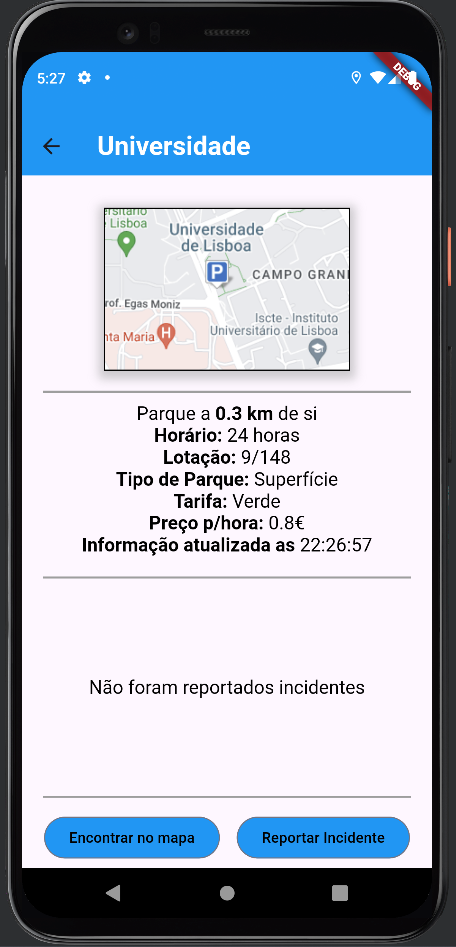 5:27
DEBUG
Universidade
ersitário
e Lisboa
Universidade
de Lisboa
P
CAMPO GRAN
rof. Egas Moniz
Iscte - Instituto
Universitário de Lisboa
nta Maria
H
Parque a 0.3 km de si
Horário: 24 horas
Lotação: 9/148
Tipo de Parque: Superfície
Tarifa: Verde
Preço p/hora: 0.8€
Informação atualizada as 22:26:57
Não foram reportados incidentes
Encontrar no mapa
Reportar Incidente